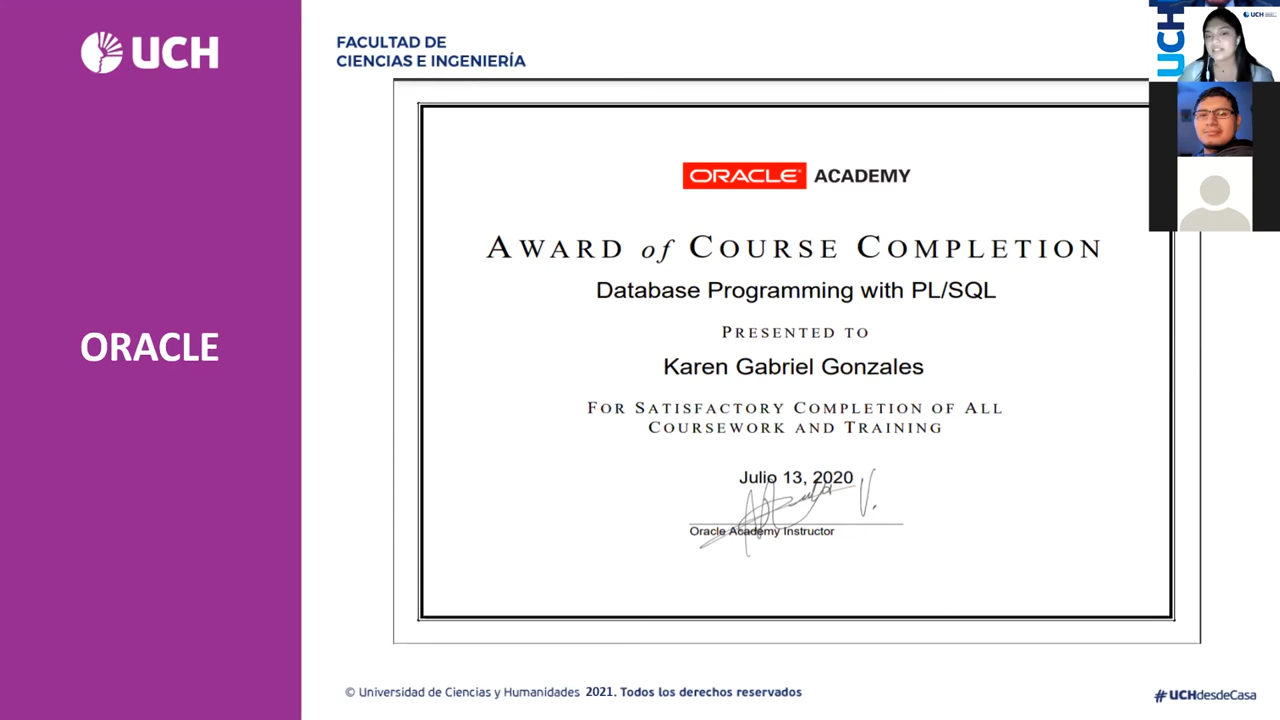 UCH
FACULTAD DE
CIENCIAS E INGENIERÍA
ORACLE
ORACLE ACADEMY
AWARD of COURSE COMPLETION
Database Programming with PL/SQL
PRESENTED TO
Karen Gabriel Gonzales
FOR SATISFACTORY COMPLETION OF ALL
COURSEWORK AND TRAINING
Julio 13, 2020
Oracle Academy Instructor
© Universidad de Ciencias y Humanidades 2021. Todos los derechos reservados
#UCHdesdeCasa
UCH
UCH